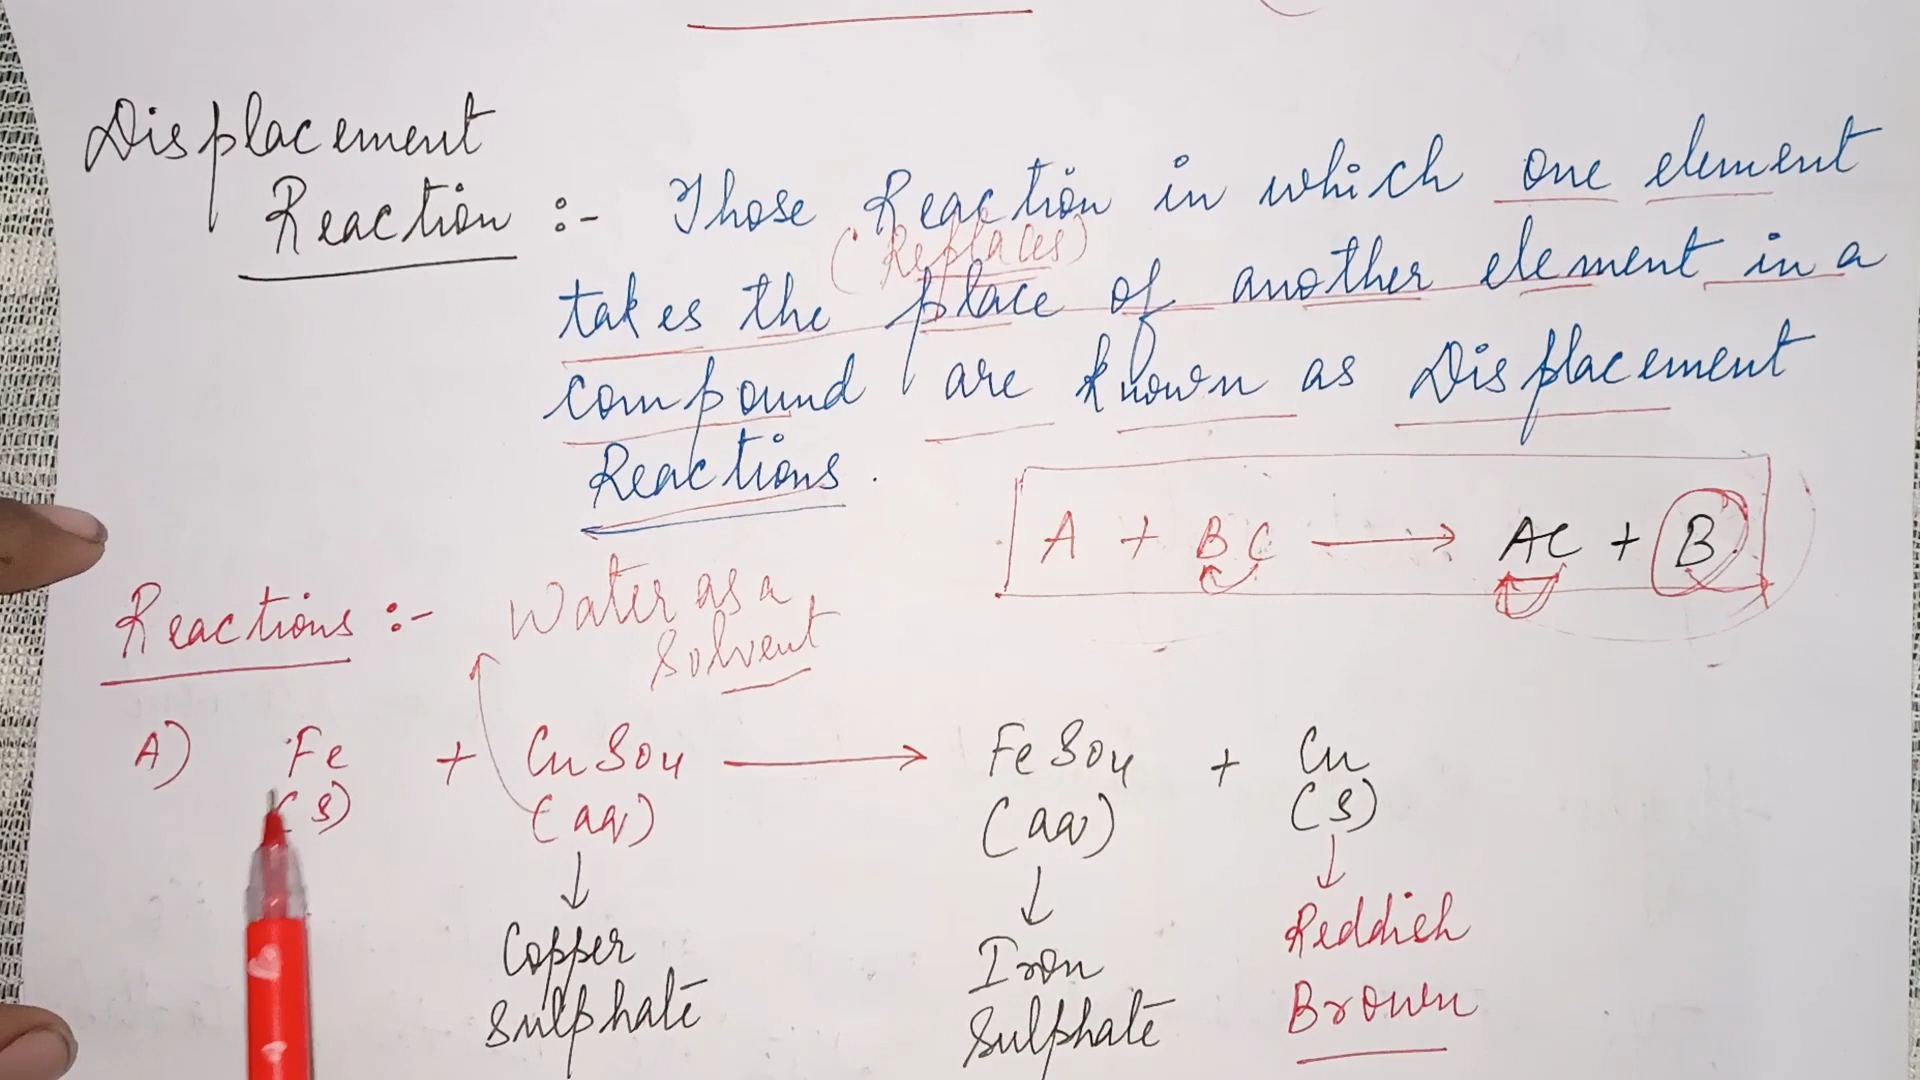 Displacement
Reaction :- Those Reaction in which one element
(Replaces)
takes the place of another element in a
compound are known as Displacement
Reactions.
A + BC → AC + B
Reactions :- Water as a
Solvent
A) Fe + CuSO4 → FeSO4 + Cu
(s) (aq) (aq) (s)
↓ ↓ ↓
Copper Iron Reddish
Sulphate Sulphate Brown